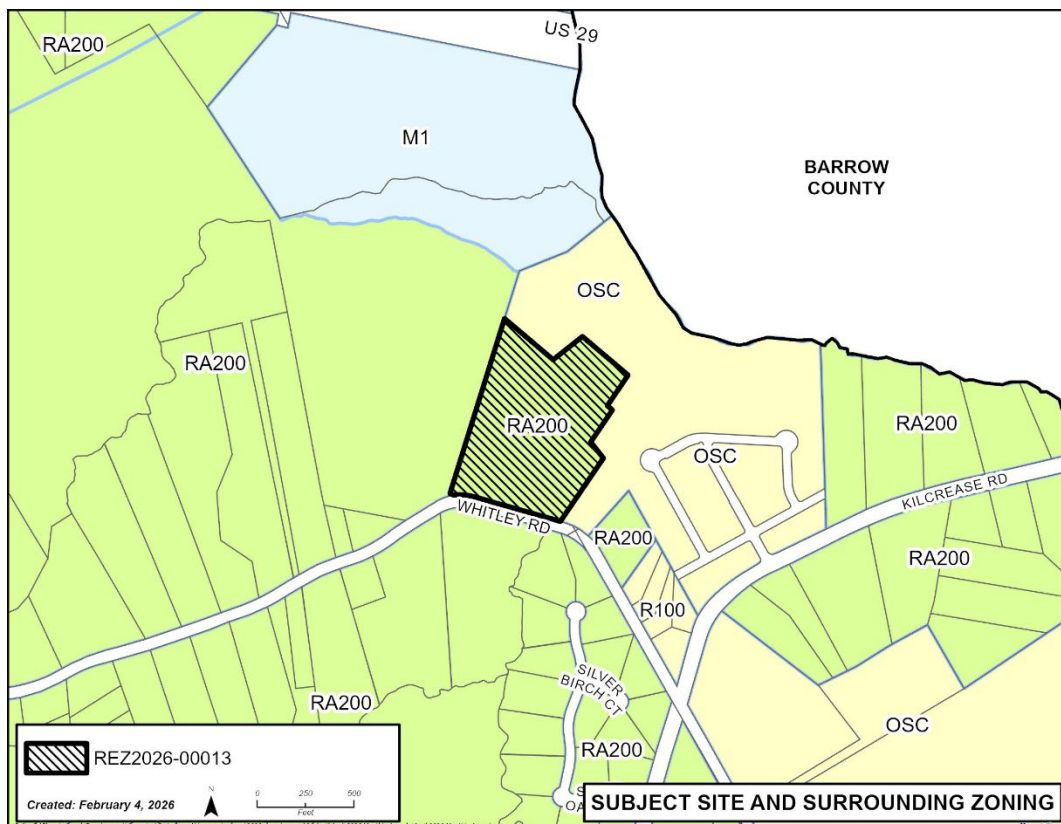 RA200
US 29
M1
BARROW
COUNTY
OSC
RA200
RA200
OSC
RA200
KILCREASE RD
WHITLEY RD
RA200
RA200
R100
SILVER
BIRCH CT
RA200
OSC
RA200
REZ2026-00013
Created: February 4, 2026
N
0 250 500
Feet
SUBJECT SITE AND SURROUNDING ZONING